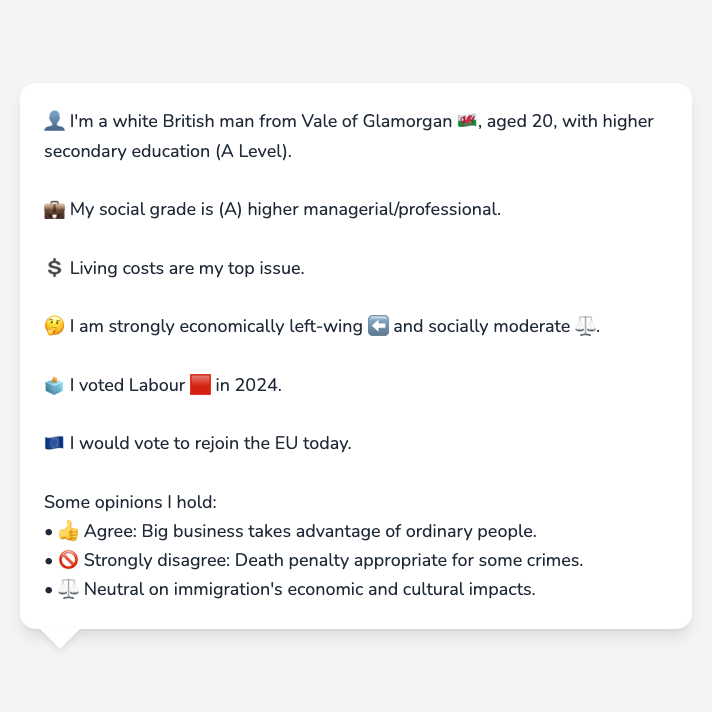 👤 I'm a white British man from Vale of Glamorgan 🏴󠁧󠁢󠁷󠁬󠁳󠁿, aged 20, with higher
secondary education (A Level).
💼 My social grade is (A) higher managerial/professional.
💲 Living costs are my top issue.
🤔 I am strongly economically left-wing ⬅️ and socially moderate ⚖️.
🗳️ I voted Labour 🟥 in 2024.
🇪🇺 I would vote to rejoin the EU today.
Some opinions I hold:
• 👍 Agree: Big business takes advantage of ordinary people.
• 🚫 Strongly disagree: Death penalty appropriate for some crimes.
• ⚖️ Neutral on immigration's economic and cultural impacts.